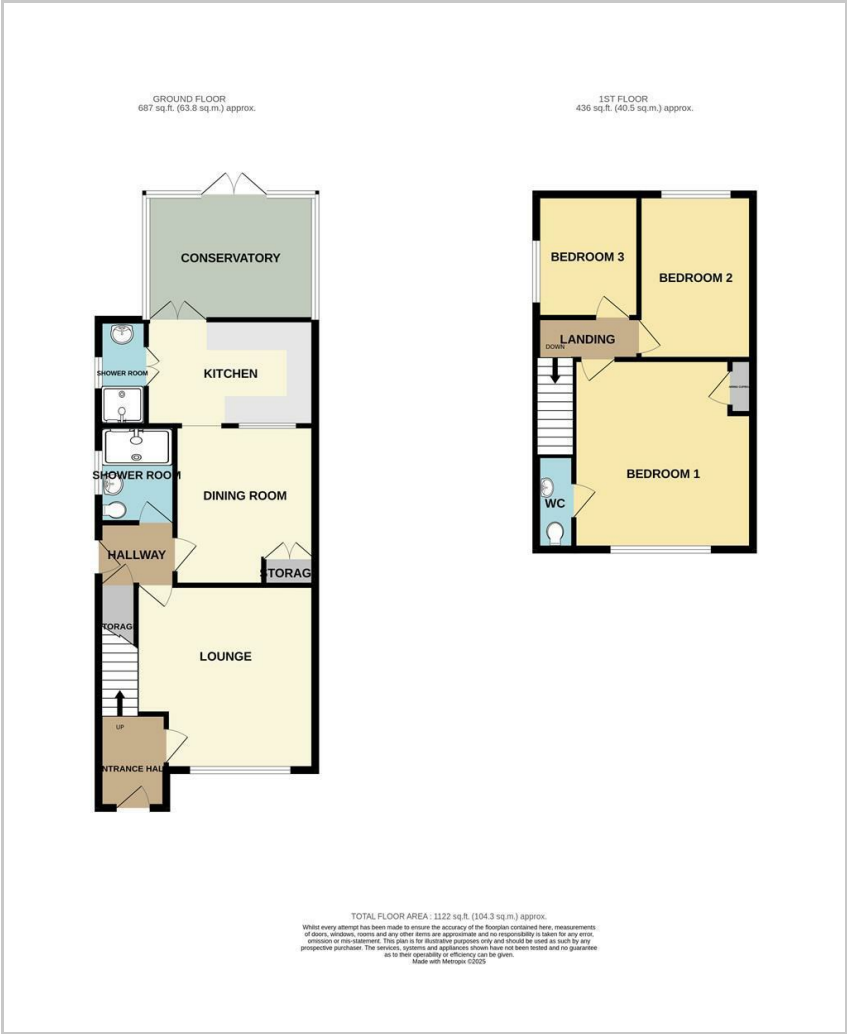 GROUND FLOOR
687 sq.ft. (63.8 sq.m.) approx.
1ST FLOOR
436 sq.ft. (40.5 sq.m.) approx.
CONSERVATORY
SHOWER ROOM
KITCHEN
SHOWER ROOM
DINING ROOM
HALLWAY
STORAG
TORAG
LOUNGE
UP
NTRANCE HAL
BEDROOM 3
BEDROOM 2
LANDING
DOWN
BEDROOM 1
WC
TOTAL FLOOR AREA : 1122 sq.ft. (104.3 sq.m.) approx.
Whilst every attempt has been made to ensure the accuracy of the floorplan contained here, measurements
of doors, windows, rooms and any other items are approximate and no responsibility is taken for any error,
omission or mis-statement. This plan is for illustrative purposes only and should be used as such by any
prospective purchaser. The services, systems and appliances shown have not been tested and no guarantee
as to their operability or efficiency can be given.
Made with Metropix ©2025